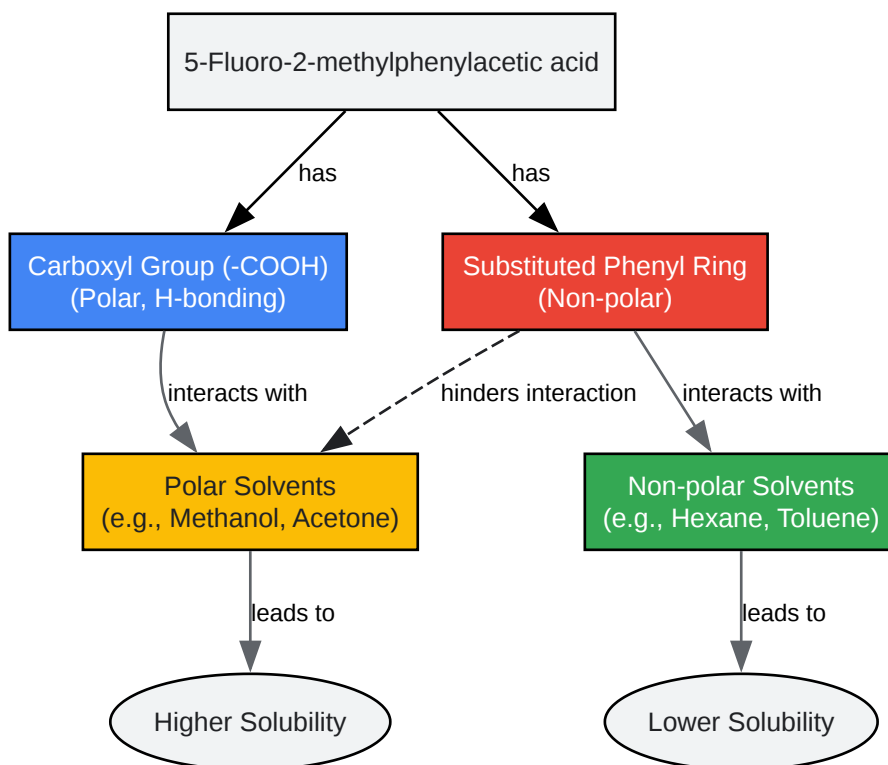 5-Fluoro-2-methylphenylacetic acid
has
has
Carboxyl Group (-COOH)
(Polar, H-bonding)
Substituted Phenyl Ring
(Non-polar)
interacts with
hinders interaction
interacts with
Polar Solvents
(e.g., Methanol, Acetone)
Non-polar Solvents
(e.g., Hexane, Toluene)
leads to
leads to
Higher Solubility
Lower Solubility